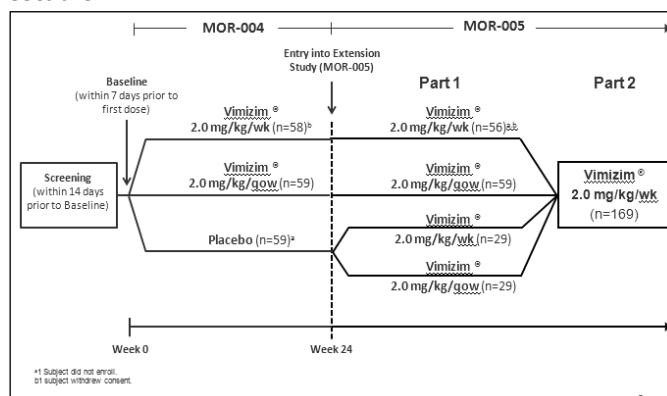 MOR-004
MOR-005
Entry into Extension
Study (MOR-005)
Baseline
(within 7 days prior to
first dose)
Part 1
Part 2
Vimizim ®
2.0 mg/kg/wk (n=58)ᵇ
Vimizim ®
2.0 mg/kg/wk (n=56)ᵃ,ᵇ
Screening
(within 14 days
prior to Baseline)
Vimizim ®
2.0 mg/kg/qow (n=59)
Vimizim ®
2.0 mg/kg/qow (n=59)
Vimizim ®
2.0 mg/kg/wk
(n=169)
Placebo (n=59)ᵃ
Vimizim ®
2.0 mg/kg/wk (n=29)
Vimizim ®
2.0 mg/kg/qow (n=29)
Week 0
Week 24
ᵃ1 Subject did not enroll.
b1 subject withdrew consent.